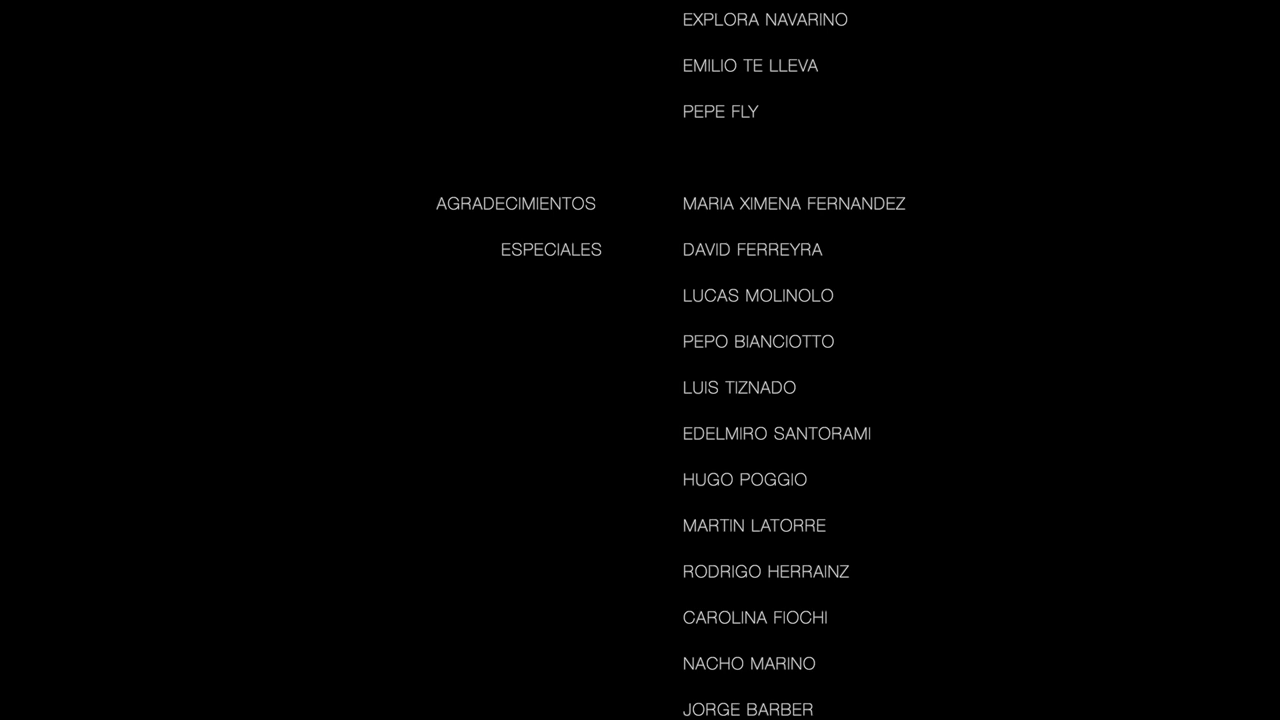 EXPLORA NAVARINO
EMILIO TE LLEVA
PEPE FLY
AGRADECIMIENTOS MARIA XIMENA FERNANDEZ
ESPECIALES DAVID FERREYRA
LUCAS MOLINOLO
PEPO BIANCIOTTO
LUIS TIZNADO
EDELMIRO SANTORAMI
HUGO POGGIO
MARTIN LATORRE
RODRIGO HERRAINZ
CAROLINA FIOCHI
NACHO MARINO
JORGE BARBER